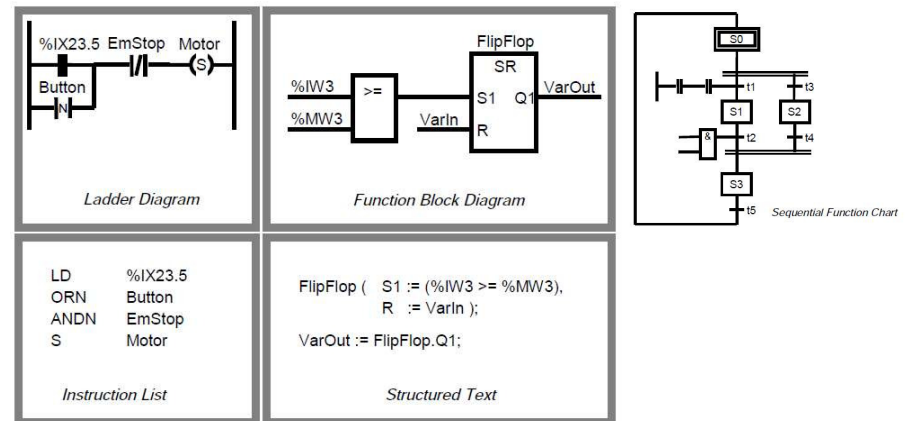 %IX23.5 EmStop Motor
(S)
Button
N
Ladder Diagram
FlipFlop
SR
%IW3
>=
S1 Q1
VarOut
%MW3
VarIn
R
Function Block Diagram
S0
t1
t3
S1
S2
&
t2
t4
S3
t5
Sequential Function Chart
LD %IX23.5
ORN Button
ANDN EmStop
S Motor
Instruction List
FlipFlop ( S1 := (%IW3 >= %MW3),
R := VarIn );
VarOut := FlipFlop.Q1;
Structured Text